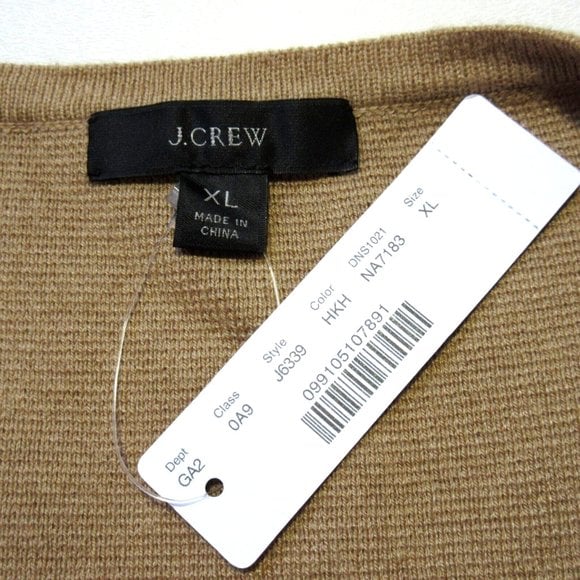 J.CREW
XL
MADE IN
CHINA
Dept Class Style Color DNS1021 Size
GA2 0A9 J6339 HKH NA7183 XL
099105107891